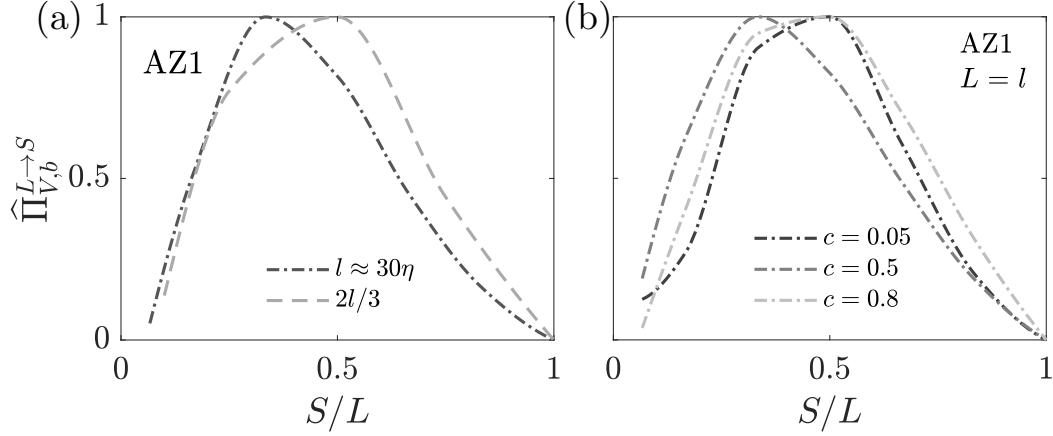 (a)
AZ1
l ≈ 30η
2l/3
1
0.5
0
0
0.5
1
S/L
Π̂_{V,b}^{L→S}
(b)
AZ1
L = l
c = 0.05
c = 0.5
c = 0.8
0
0.5
1
S/L